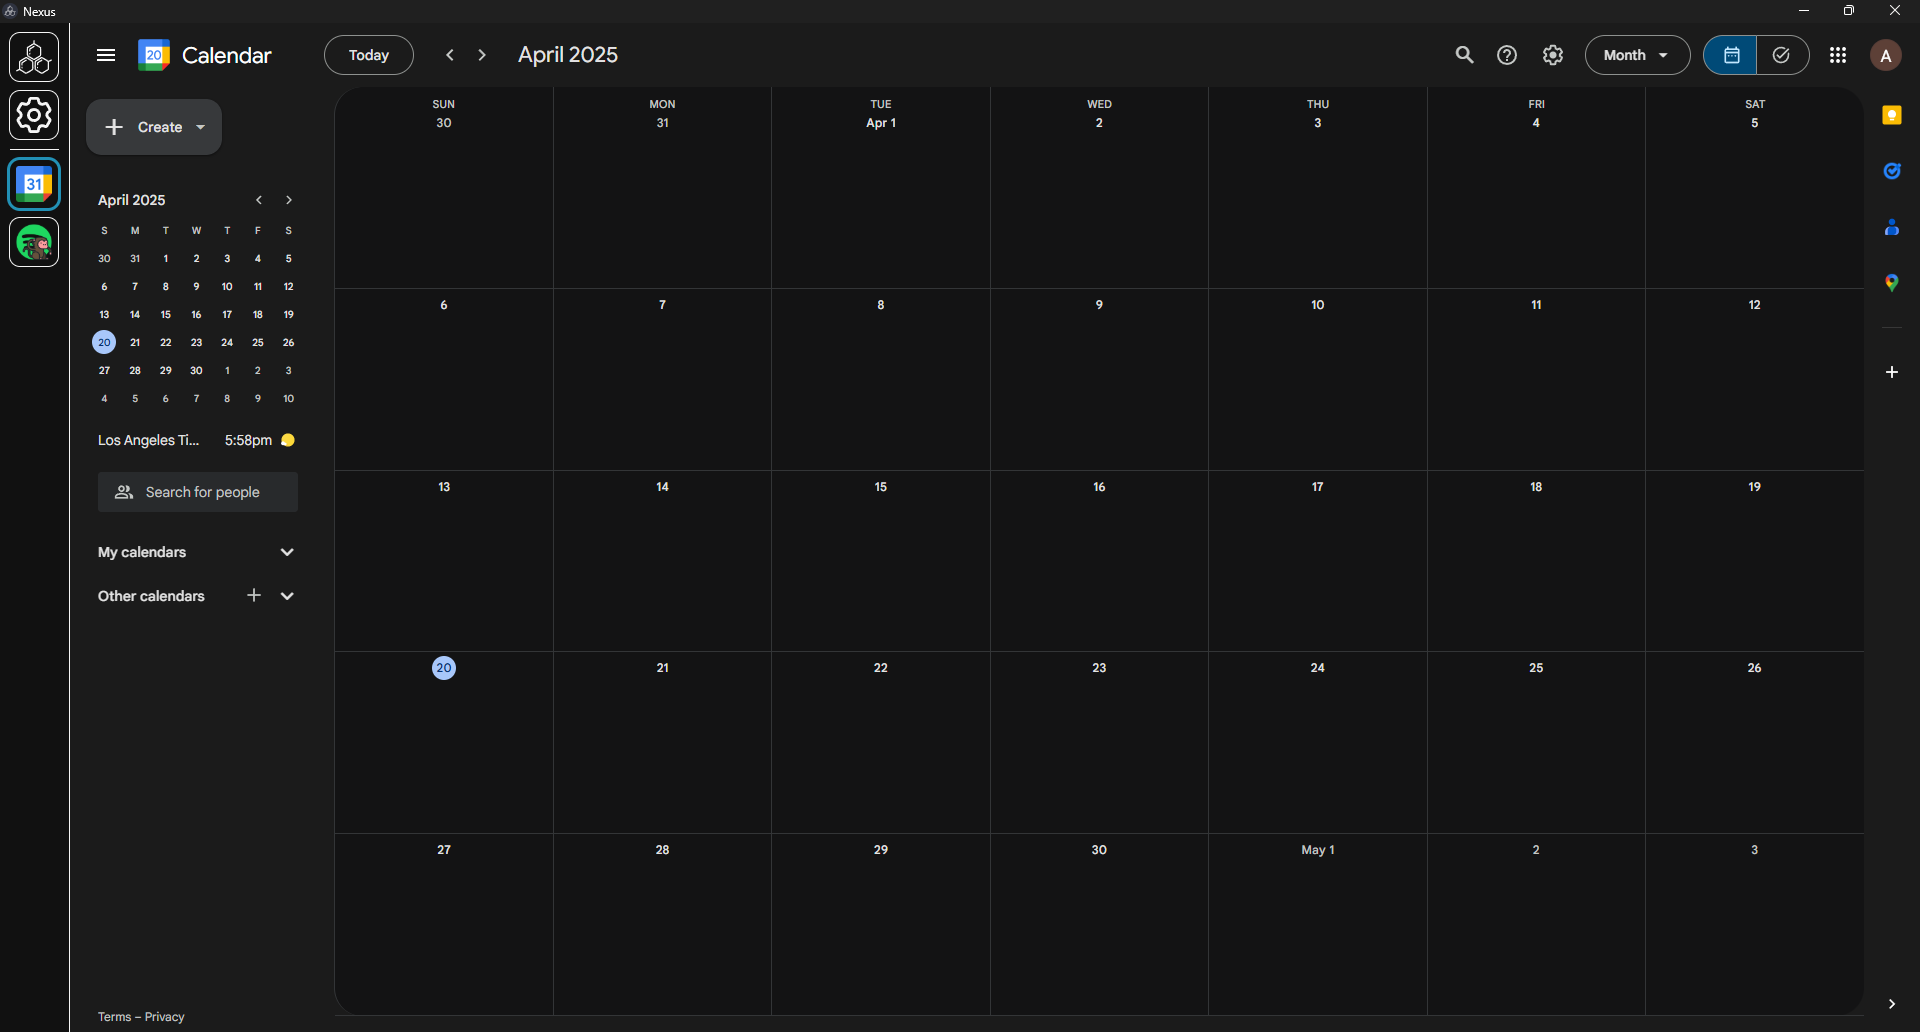 Nexus
20 Calendar
Today
April 2025
Month
A
31
Create
April 2025
S M T W T F S
30 31 1 2 3 4 5
6 7 8 9 10 11 12
13 14 15 16 17 18 19
20 21 22 23 24 25 26
27 28 29 30 1 2 3
4 5 6 7 8 9 10
Los Angeles Ti... 5:58pm
Search for people
My calendars
Other calendars
Terms – Privacy
SUN MON TUE WED THU FRI SAT
30 31 Apr 1 2 3 4 5
6 7 8 9 10 11 12
13 14 15 16 17 18 19
20 21 22 23 24 25 26
27 28 29 30 May 1 2 3